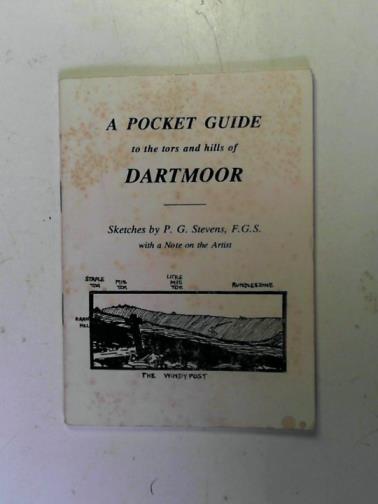 A POCKET GUIDE
to the tors and hills of
DARTMOOR
Sketches by P. G. Stevens, F.G.S.
with a Note on the Artist
STAPLE TOR
MIS TOR
LITTLE MIS TOR
RUNDLESTONE
HILL
THE WINDY POST